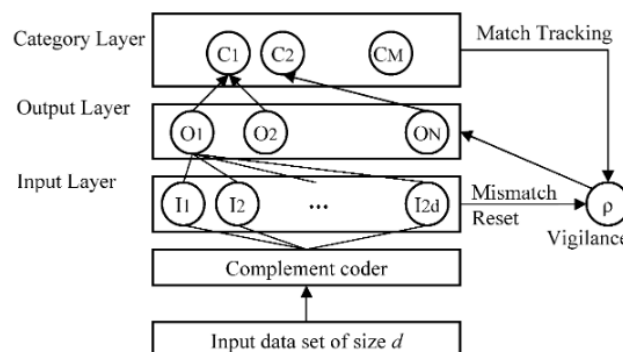 Category Layer
C1
C2
CM
Match Tracking
Output Layer
O1
O2
ON
Input Layer
I1
I2
...
I2d
Mismatch
Reset
ρ
Vigilance
Complement coder
Input data set of size d